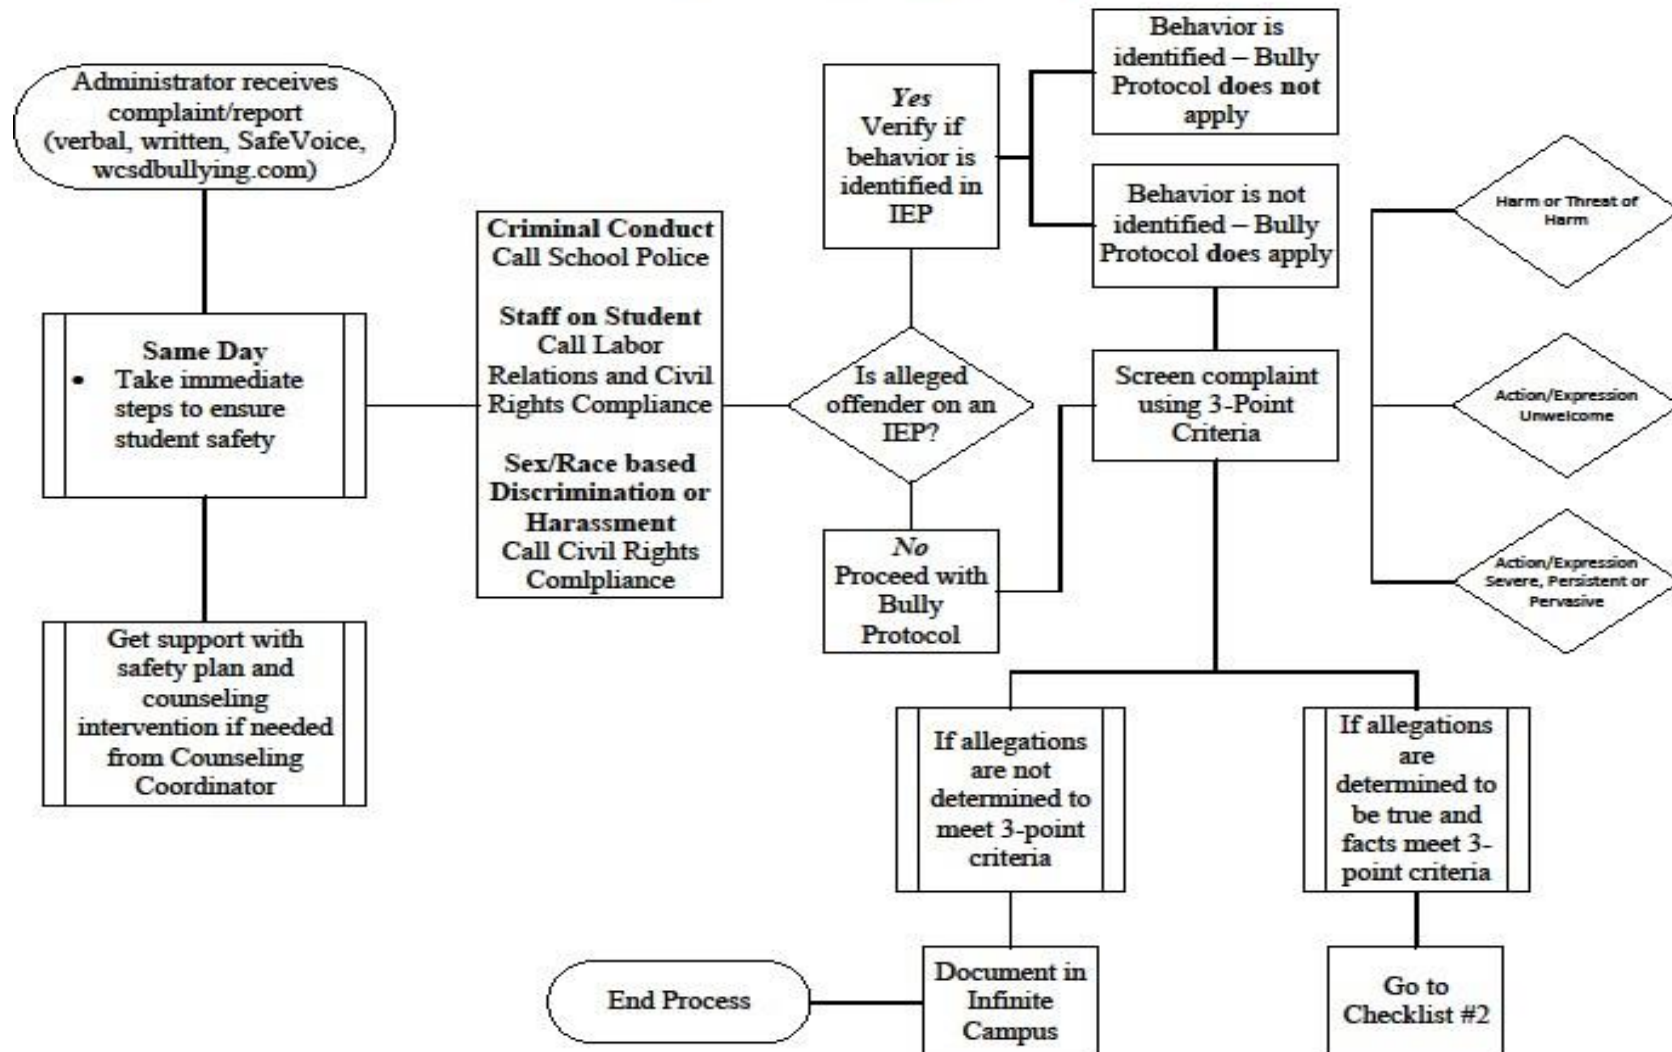 Administrator receives
complaint/report
(verbal, written, SafeVoice,
wcsdbullying.com)
Same Day
• Take immediate
steps to ensure
student safety
Get support with
safety plan and
counseling
intervention if needed
from Counseling
Coordinator
Criminal Conduct
Call School Police
Staff on Student
Call Labor
Relations and Civil
Rights Compliance
Sex/Race based
Discrimination or
Harassment
Call Civil Rights
Comlpliance
Is alleged
offender on an
IEP?
Yes
Verify if
behavior is
identified in
IEP
No
Proceed with
Bully
Protocol
Behavior is
identified – Bully
Protocol does not
apply
Behavior is not
identified – Bully
Protocol does apply
Screen complaint
using 3-Point
Criteria
Harm or Threat of
Harm
Action/Expression
Unwelcome
Action/Expression
Severe, Persistent or
Pervasive
If allegations
are not
determined to
meet 3-point
criteria
If allegations
are
determined to
be true and
facts meet 3-
point criteria
Document in
Infinite
Campus
End Process
Go to
Checklist #2